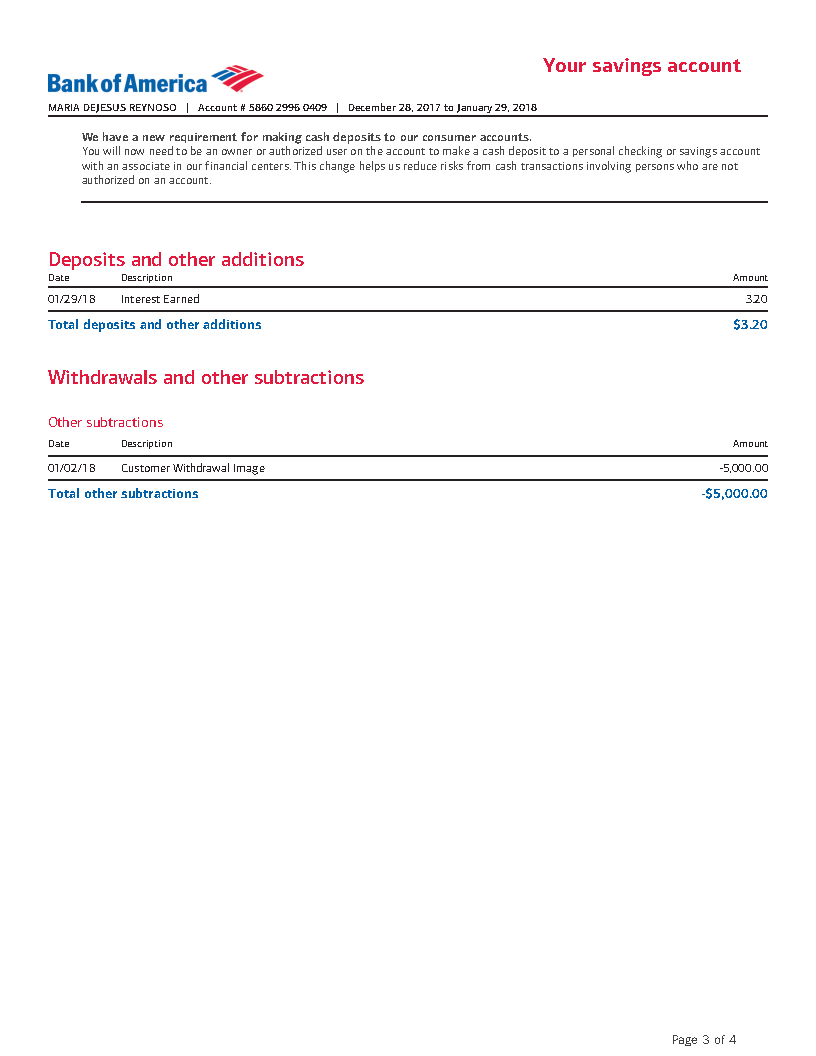 Your savings account
Bank of America
MARIA DEJESUS REYNOSO | Account # 5860 2996 0409 | December 28, 2017 to January 29, 2018
We have a new requirement for making cash deposits to our consumer accounts.
You will now need to be an owner or authorized user on the account to make a cash deposit to a personal checking or savings account
with an associate in our financial centers. This change helps us reduce risks from cash transactions involving persons who are not
authorized on an account.
Deposits and other additions
Date Description Amount
01/29/18 Interest Earned 3.20
Total deposits and other additions $3.20
Withdrawals and other subtractions
Other subtractions
Date Description Amount
01/02/18 Customer Withdrawal Image -5,000.00
Total other subtractions -$5,000.00
Page 3 of 4